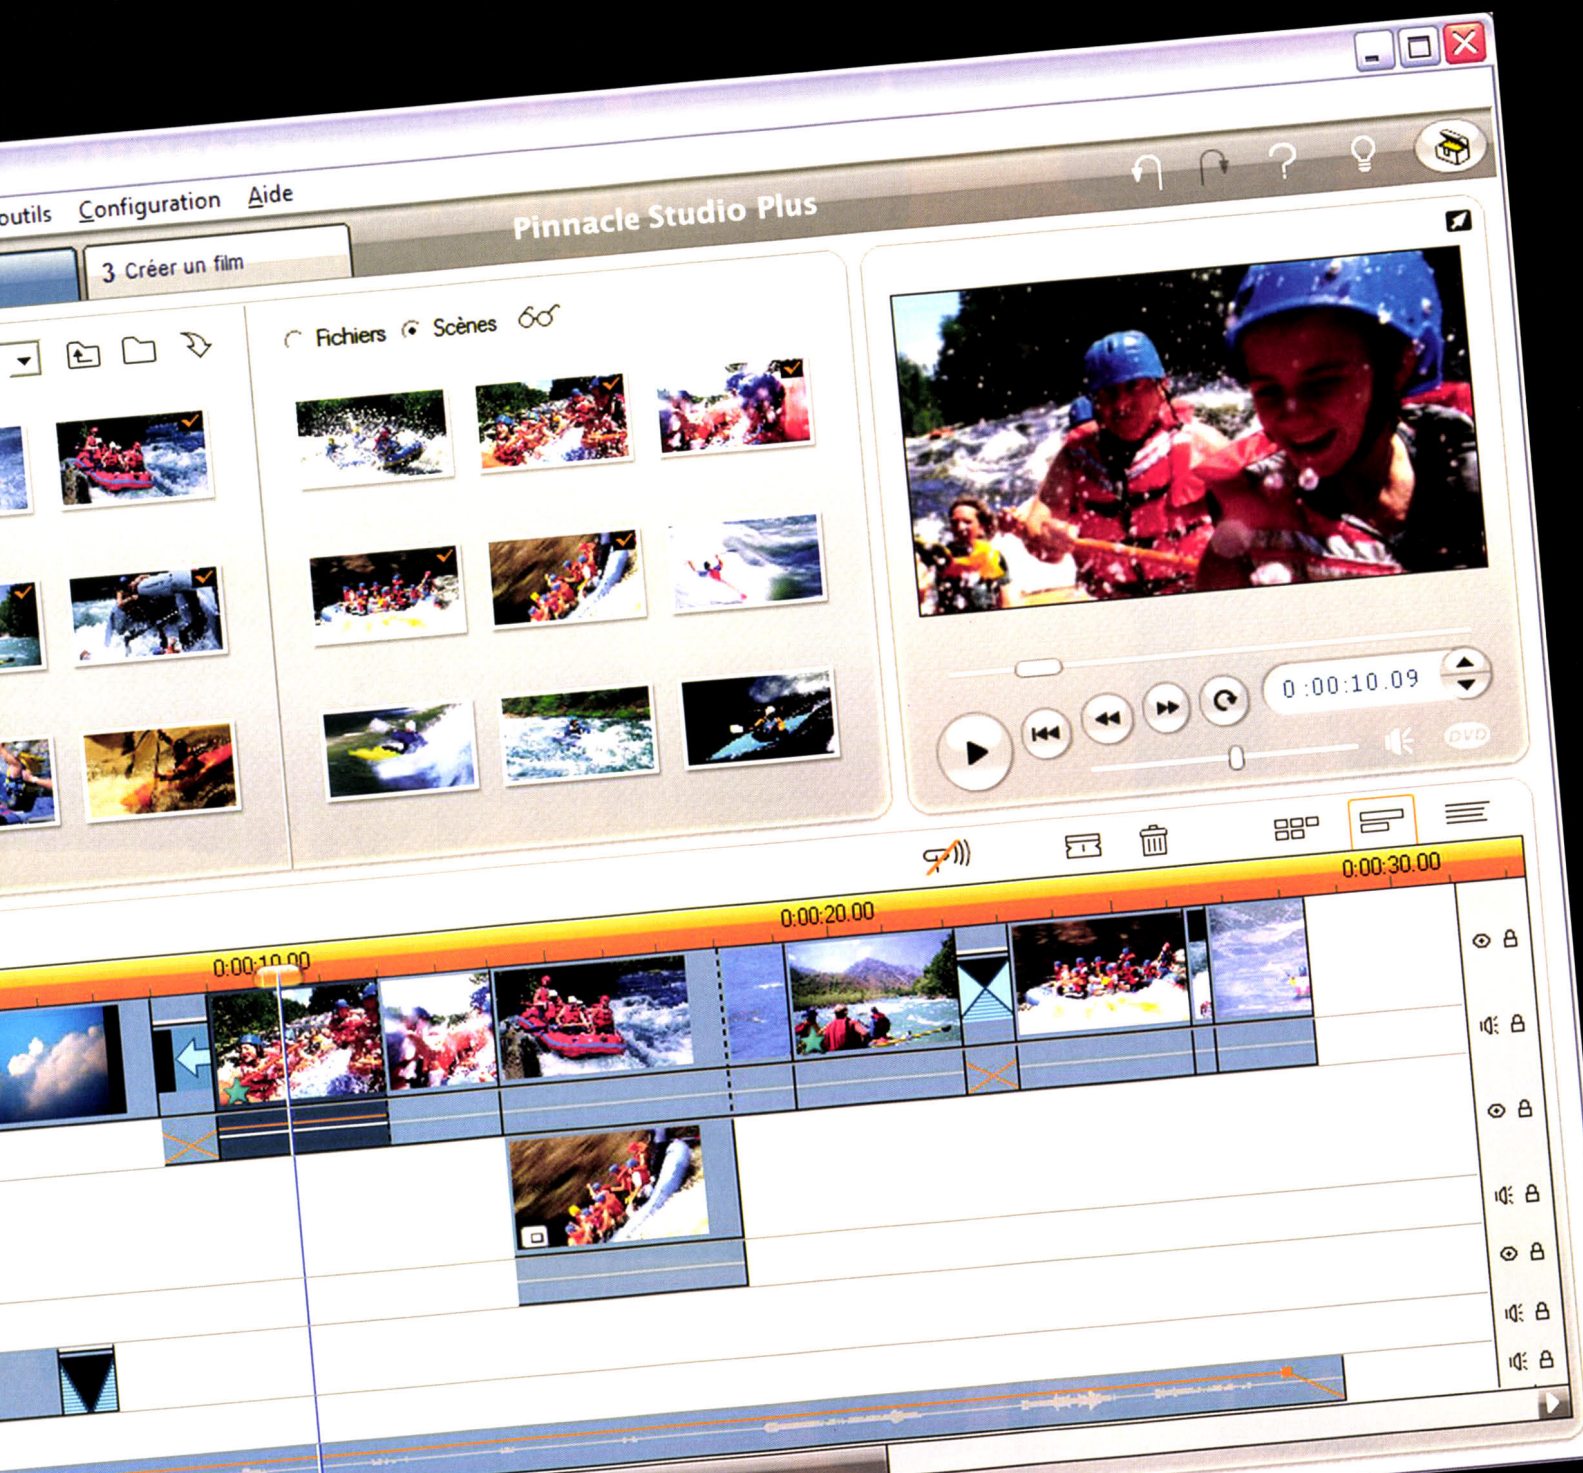 outils Configuration Aide
Pinnacle Studio Plus
3 Créer un film
Fichiers Scènes
0:00:10.09
DVD
0:00:10.00 0:00:20.00 0:00:30.00